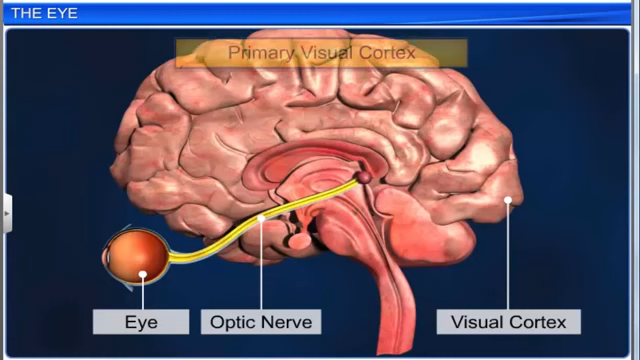 THE EYE
Primary Visual Cortex
Eye
Optic Nerve
Visual Cortex